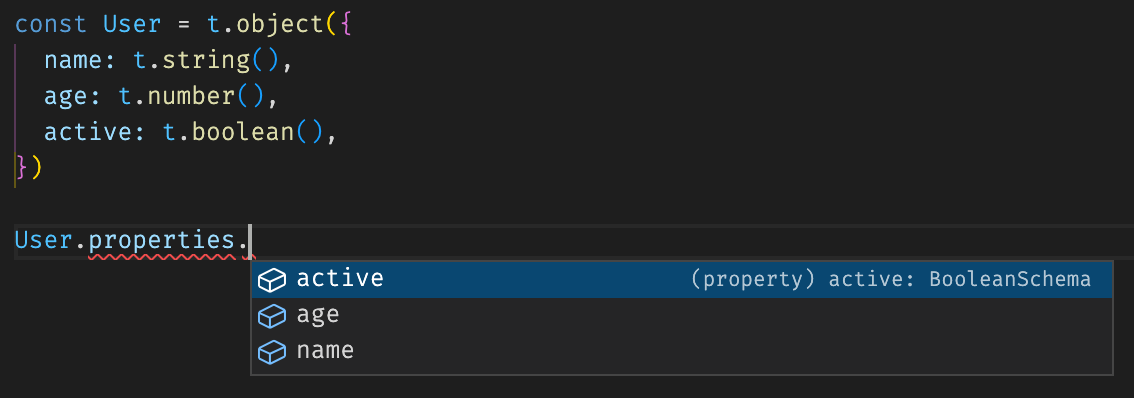 const User = t.object({
  name: t.string(),
  age: t.number(),
  active: t.boolean(),
})
User.properties.
active (property) active: BooleanSchema
age
name